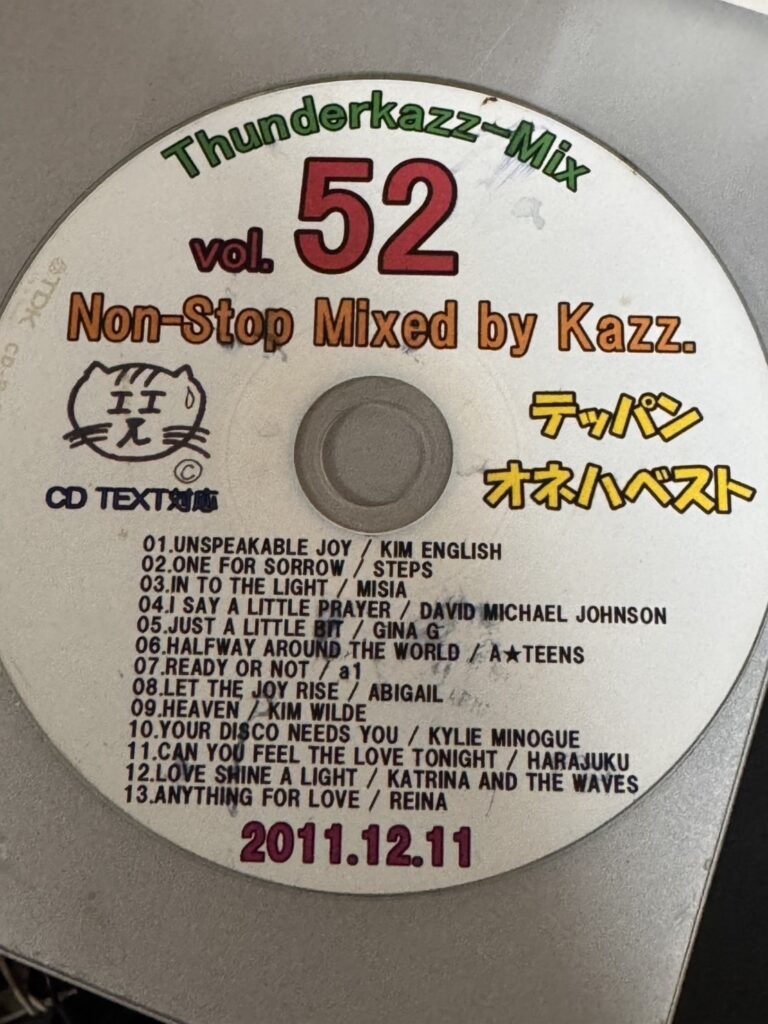 Thunderkazz-Mix
vol. 52
Non-Stop Mixed by Kazz.
テッパン
オネハベスト
©
CD TEXT対応
TDK
01.UNSPEAKABLE JOY / KIM ENGLISH
02.ONE FOR SORROW / STEPS
03.IN TO THE LIGHT / MISIA
04.I SAY A LITTLE PRAYER / DAVID MICHAEL JOHNSON
05.JUST A LITTLE BIT / GINA G
06.HALFWAY AROUND THE WORLD / A★TEENS
07.READY OR NOT / a1
08.LET THE JOY RISE / ABIGAIL
09.HEAVEN / KIM WILDE
10.YOUR DISCO NEEDS YOU / KYLIE MINOGUE
11.CAN YOU FEEL THE LOVE TONIGHT / HARAJUKU
12.LOVE SHINE A LIGHT / KATRINA AND THE WAVES
13.ANYTHING FOR LOVE / REINA
2011.12.11